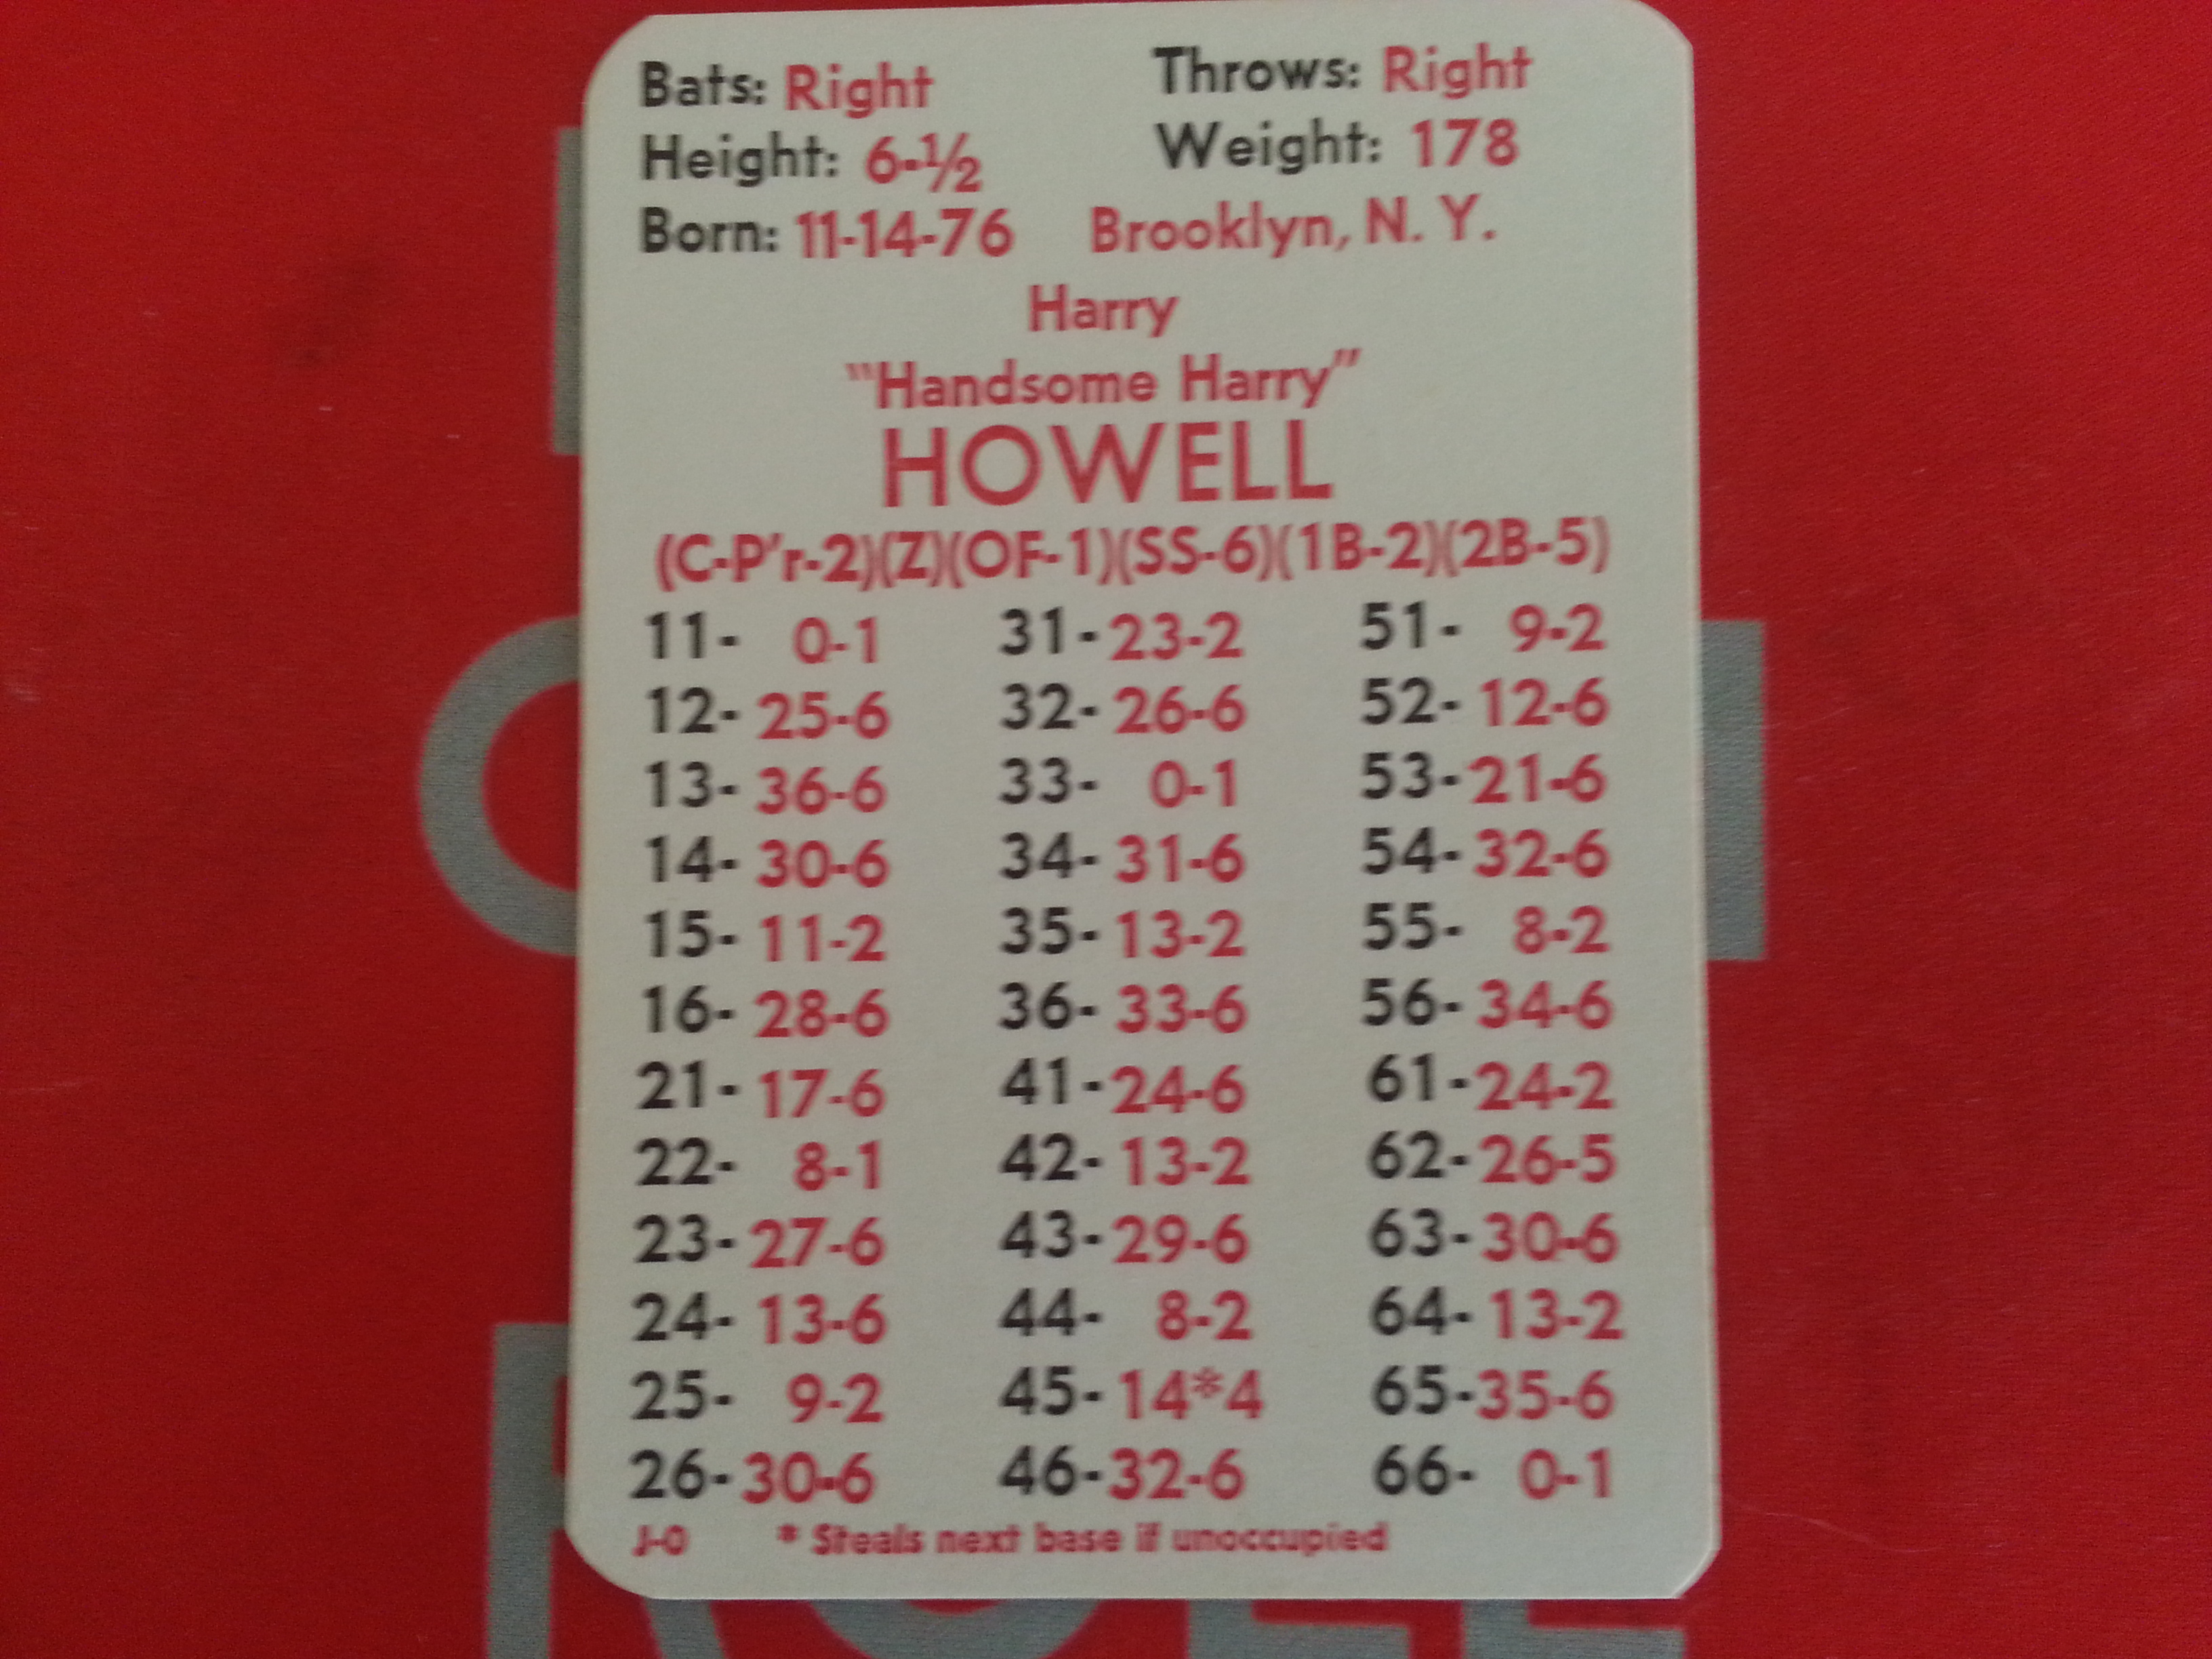 Bats: Right Throws: Right
Height: 6-½ Weight: 178
Born: 11-14-76 Brooklyn, N. Y.
Harry
"Handsome Harry"
HOWELL
(C-P'r-2)(Z)(OF-1)(SS-6)(1B-2)(2B-5)
11- 0-1 31-23-2 51- 9-2
12- 25-6 32- 26-6 52- 12-6
13- 36-6 33- 0-1 53-21-6
14- 30-6 34- 31-6 54-32-6
15- 11-2 35- 13-2 55- 8-2
16- 28-6 36- 33-6 56- 34-6
21- 17-6 41-24-6 61-24-2
22- 8-1 42- 13-2 62-26-5
23-27-6 43-29-6 63-30-6
24- 13-6 44- 8-2 64- 13-2
25- 9-2 45- 14*4 65-35-6
26-30-6 46-32-6 66- 0-1
J-0 * Steals next base if unoccupied